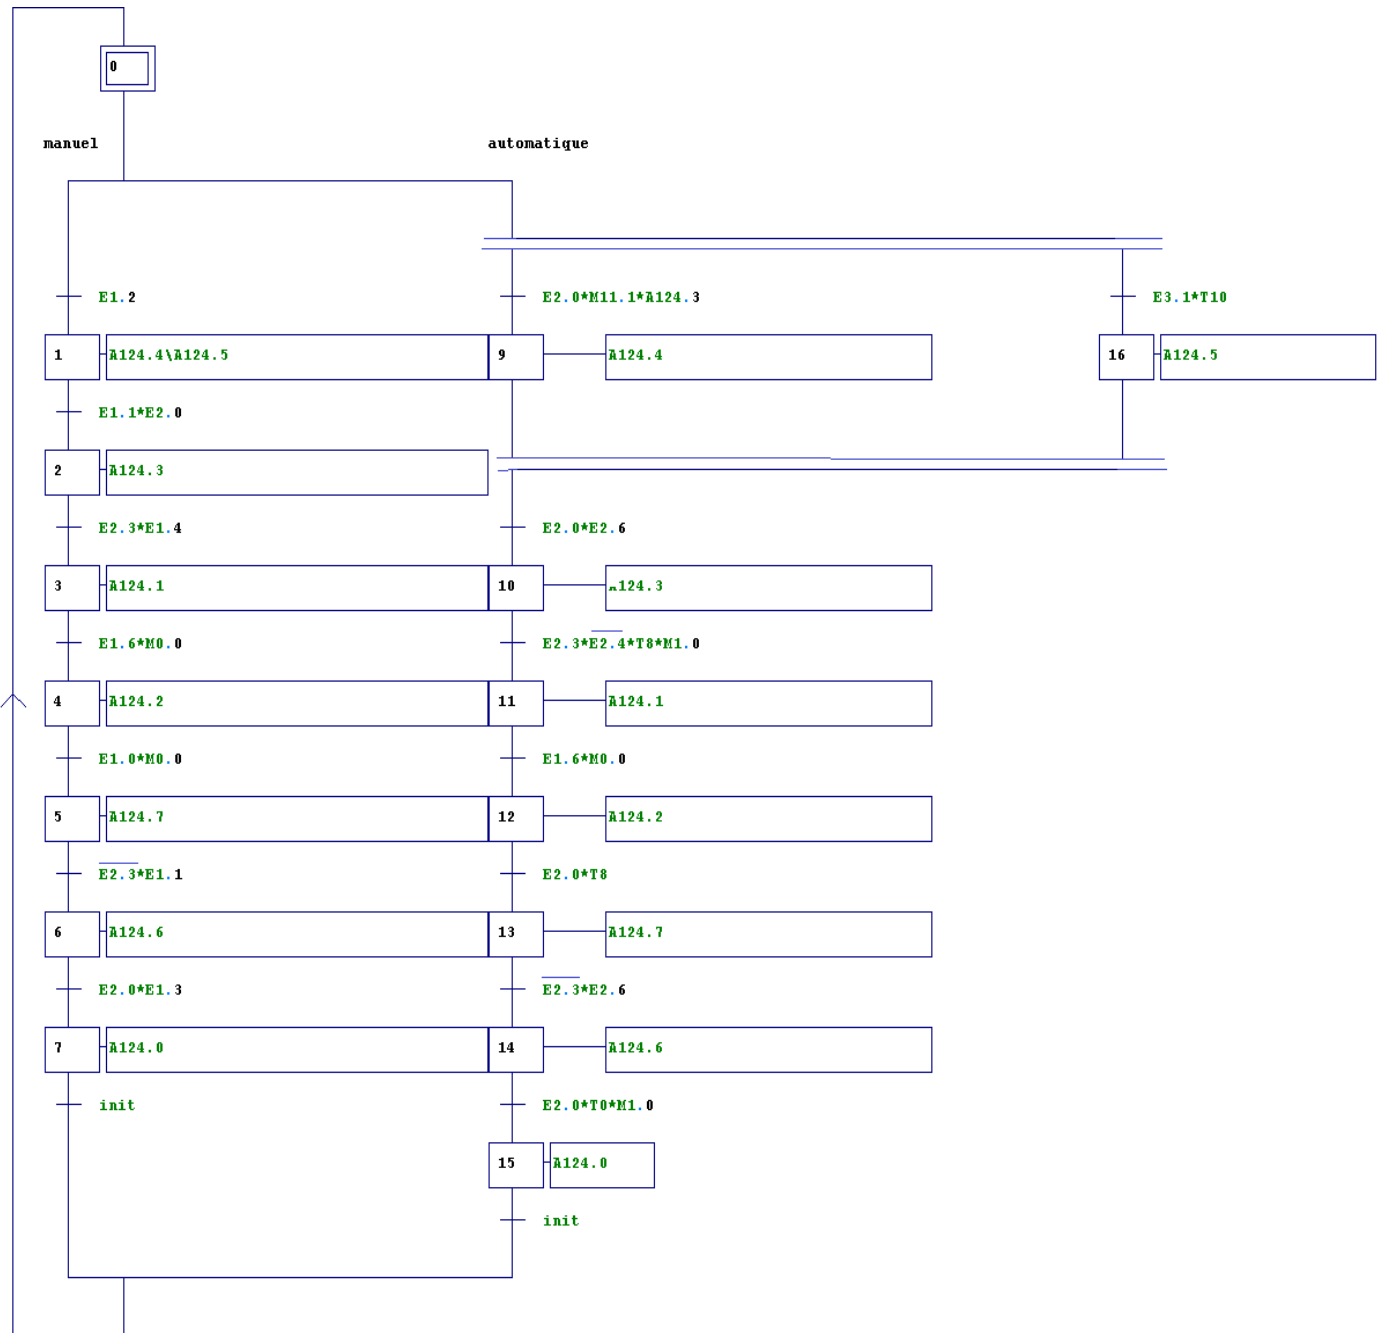 0
manuel
automatique
E1.2
E2.0*M11.1*A124.3
E3.1*T10
1
A124.4\A124.5
9
A124.4
16
A124.5
E1.1*E2.0
2
A124.3
E2.3*E1.4
E2.0*E2.6
3
A124.1
10
A124.3
E1.6*M0.0
E2.3*E2.4*T8*M1.0
4
A124.2
11
A124.1
E1.0*M0.0
E1.6*M0.0
5
A124.7
12
A124.2
E2.3*E1.1
E2.0*T8
6
A124.6
13
A124.7
E2.0*E1.3
E2.3*E2.6
7
A124.0
14
A124.6
init
E2.0*T0*M1.0
15
A124.0
init